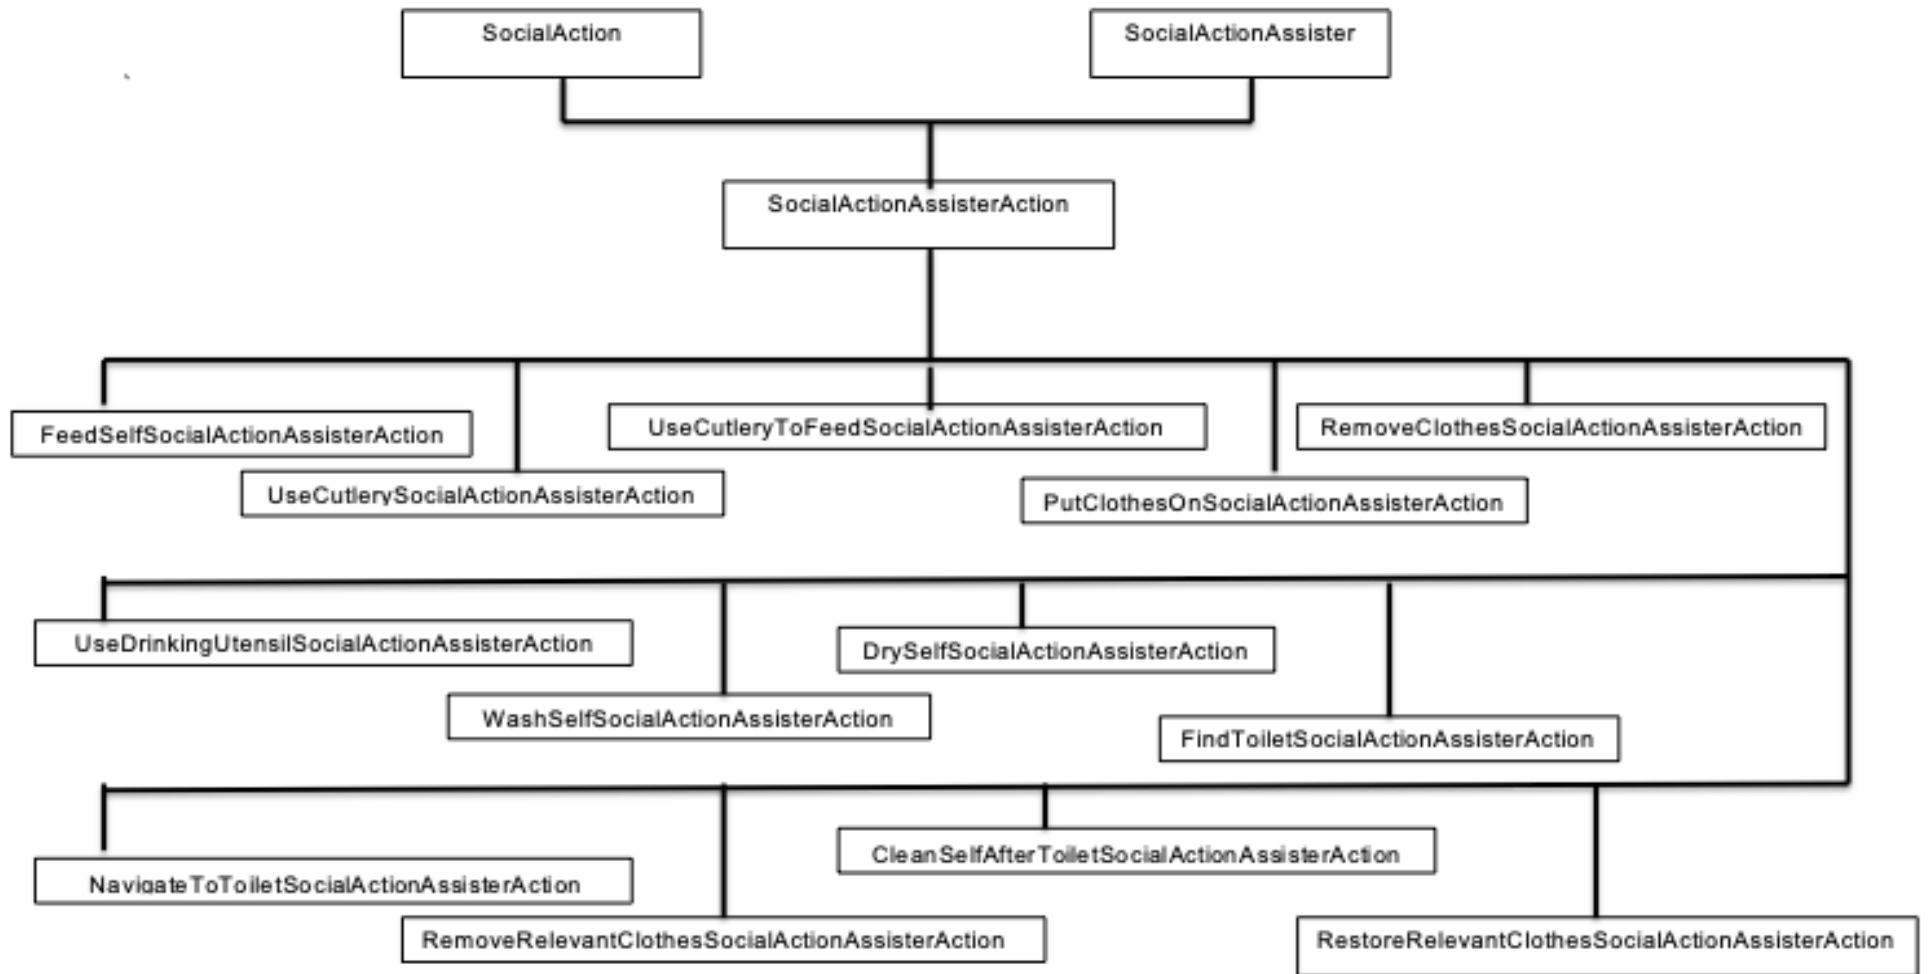 SocialAction
SocialActionAssister
SocialActionAssisterAction
FeedSelfSocialActionAssisterAction
UseCutleryToFeedSocialActionAssisterAction
RemoveClothesSocialActionAssisterAction
UseCutlerySocialActionAssisterAction
PutClothesOnSocialActionAssisterAction
UseDrinkingUtensilSocialActionAssisterAction
DrySelfSocialActionAssisterAction
WashSelfSocialActionAssisterAction
FindToiletSocialActionAssisterAction
CleanSelfAfterToiletSocialActionAssisterAction
NavigateToToiletSocialActionAssisterAction
RemoveRelevantClothesSocialActionAssisterAction
RestoreRelevantClothesSocialActionAssisterAction